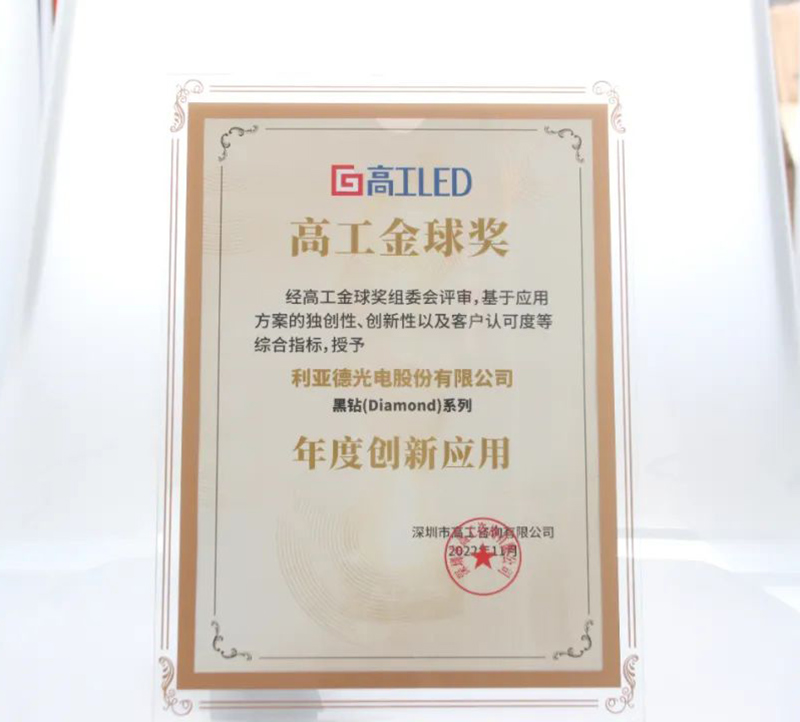 高工LED
高工金球奖
经高工金球奖组委会评审,基于应用
方案的独创性、创新性以及客户认可度等
综合指标,授予
利亚德光电股份有限公司
黑钻(Diamond)系列
年度创新应用
深圳市高工咨询有限公司
2022年11月